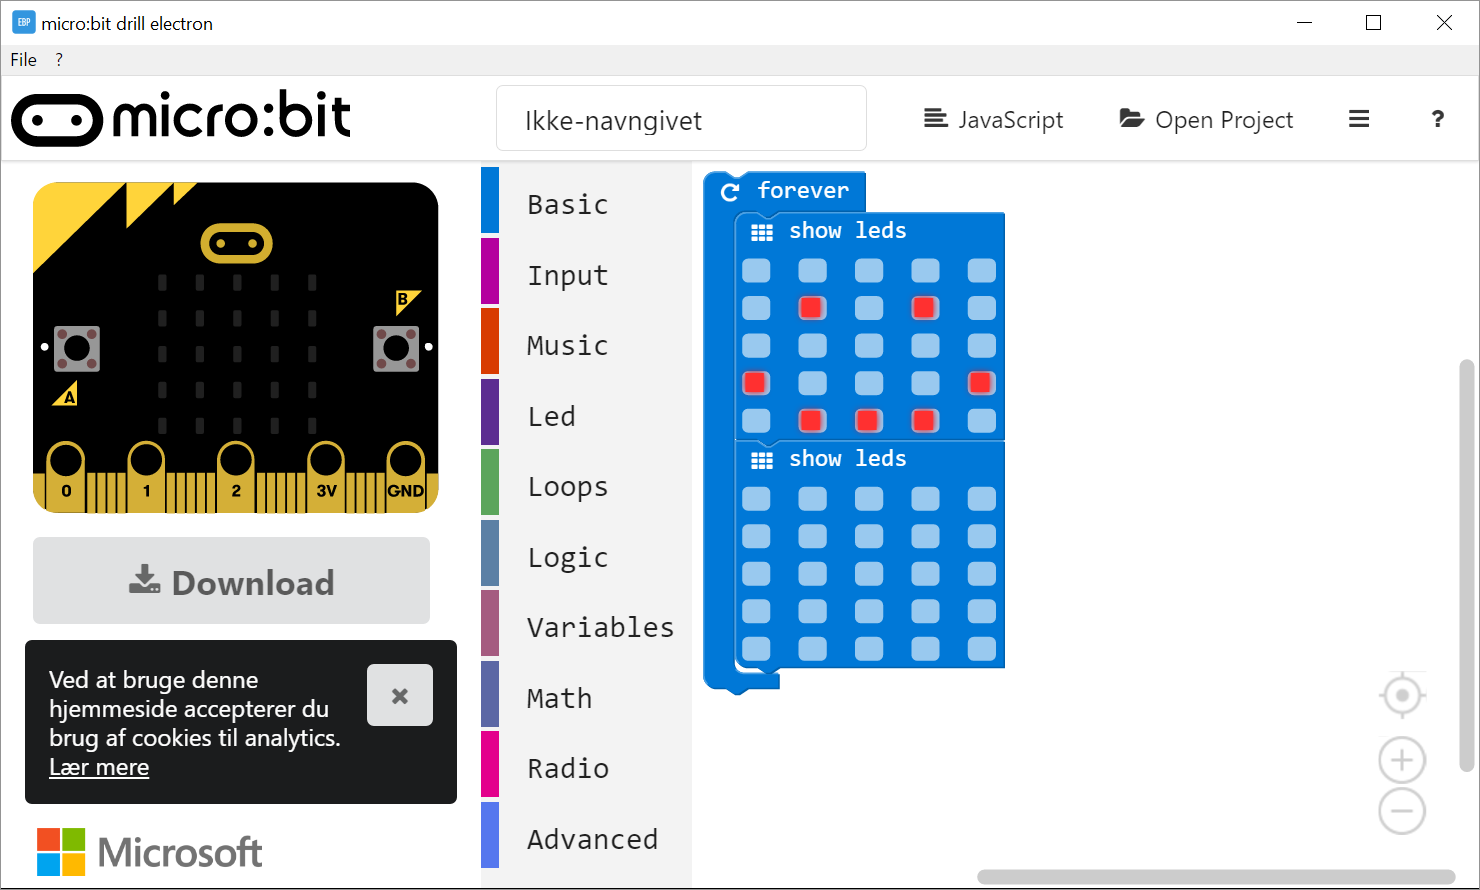 EBP micro:bit drill electron
File ?
micro:bit
Ikke-navngivet
JavaScript
Open Project
?
B
A
0 1 2 3V GND
Download
Ved at bruge denne
hjemmeside accepterer du
brug af cookies til analytics.
Lær mere
Microsoft
Basic
Input
Music
Led
Loops
Logic
Variables
Math
Radio
Advanced
forever
show leds
show leds